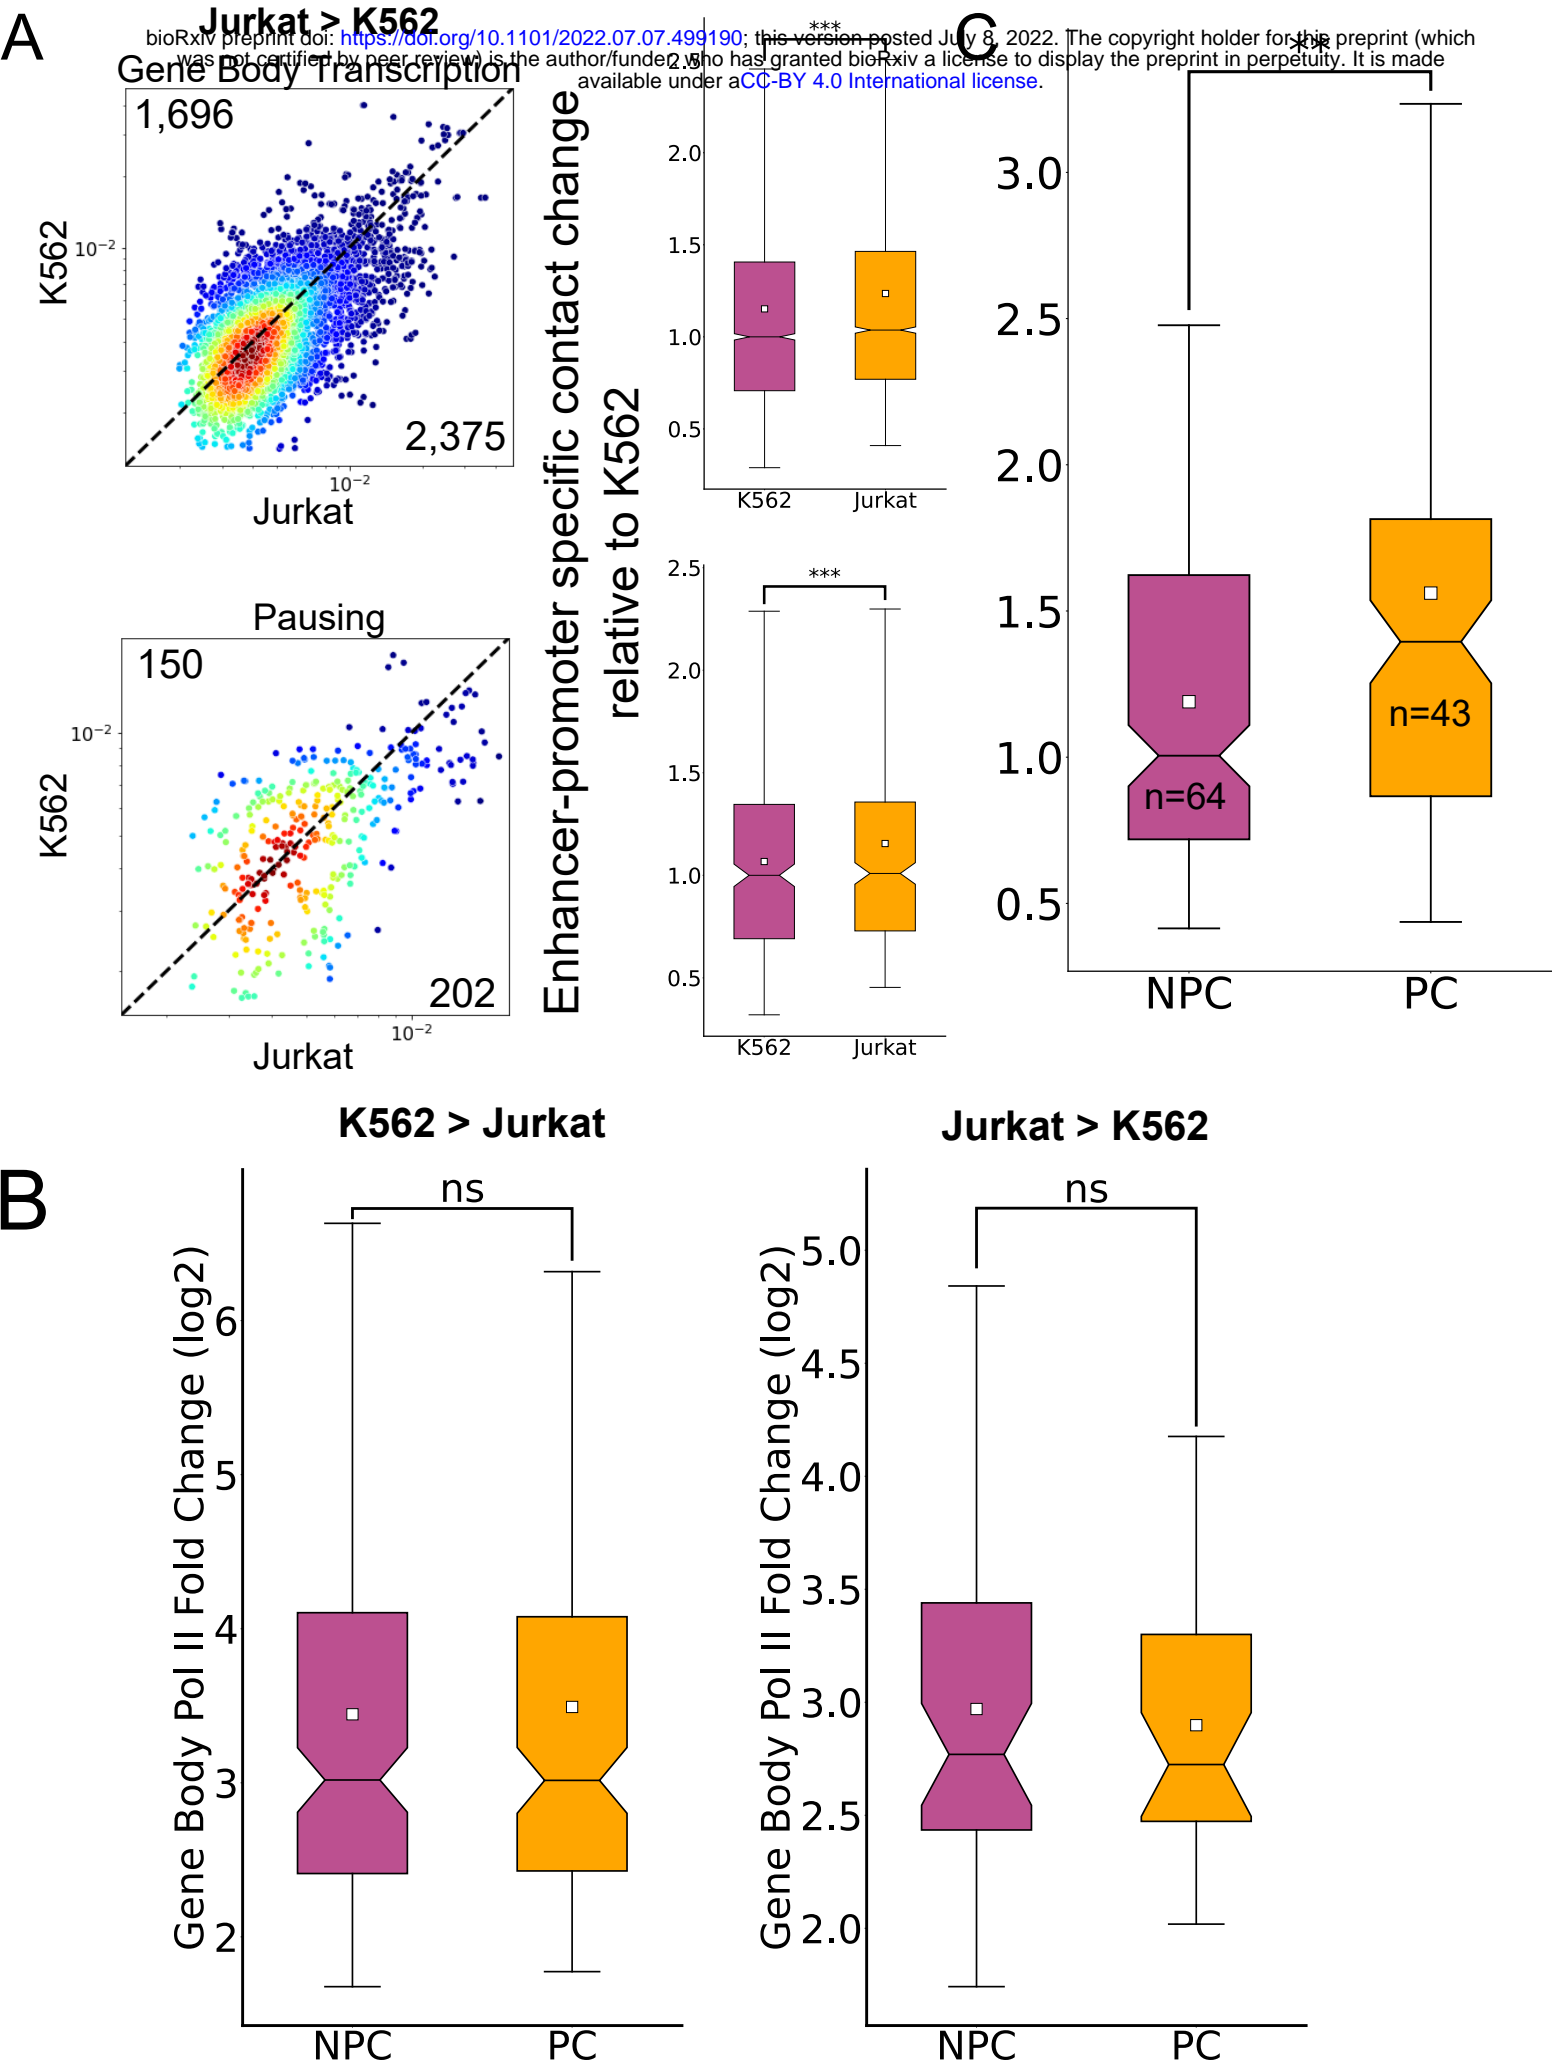 A
Jurkat > K562
bioRxiv preprint doi: https://doi.org/10.1101/2022.07.07.499190; this version posted July 8, 2022. The copyright holder for this preprint (which
was not certified by peer review) is the author/funder, who has granted bioRxiv a license to display the preprint in perpetuity. It is made
available under aCC-BY 4.0 International license.
Gene Body Transcription
1,696
2,375
K562
10⁻²
10⁻²
Jurkat
Pausing
150
202
K562
10⁻²
10⁻²
Jurkat
Enhancer-promoter specific contact change
relative to K562
***
2.5
2.0
1.5
1.0
0.5
K562
Jurkat
***
2.5
2.0
1.5
1.0
0.5
K562
Jurkat
C
**
3.0
2.5
2.0
1.5
1.0
0.5
n=64
n=43
NPC
PC
B
K562 > Jurkat
ns
Gene Body Pol II Fold Change (log2)
6
5
4
3
2
NPC
PC
Jurkat > K562
ns
Gene Body Pol II Fold Change (log2)
5.0
4.5
4.0
3.5
3.0
2.5
2.0
NPC
PC